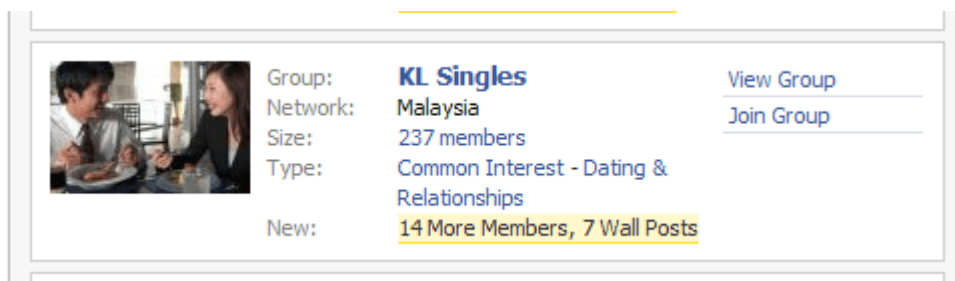 Group: KL Singles
Network: Malaysia
Size: 237 members
Type: Common Interest - Dating &
Relationships
New: 14 More Members, 7 Wall Posts
View Group
Join Group